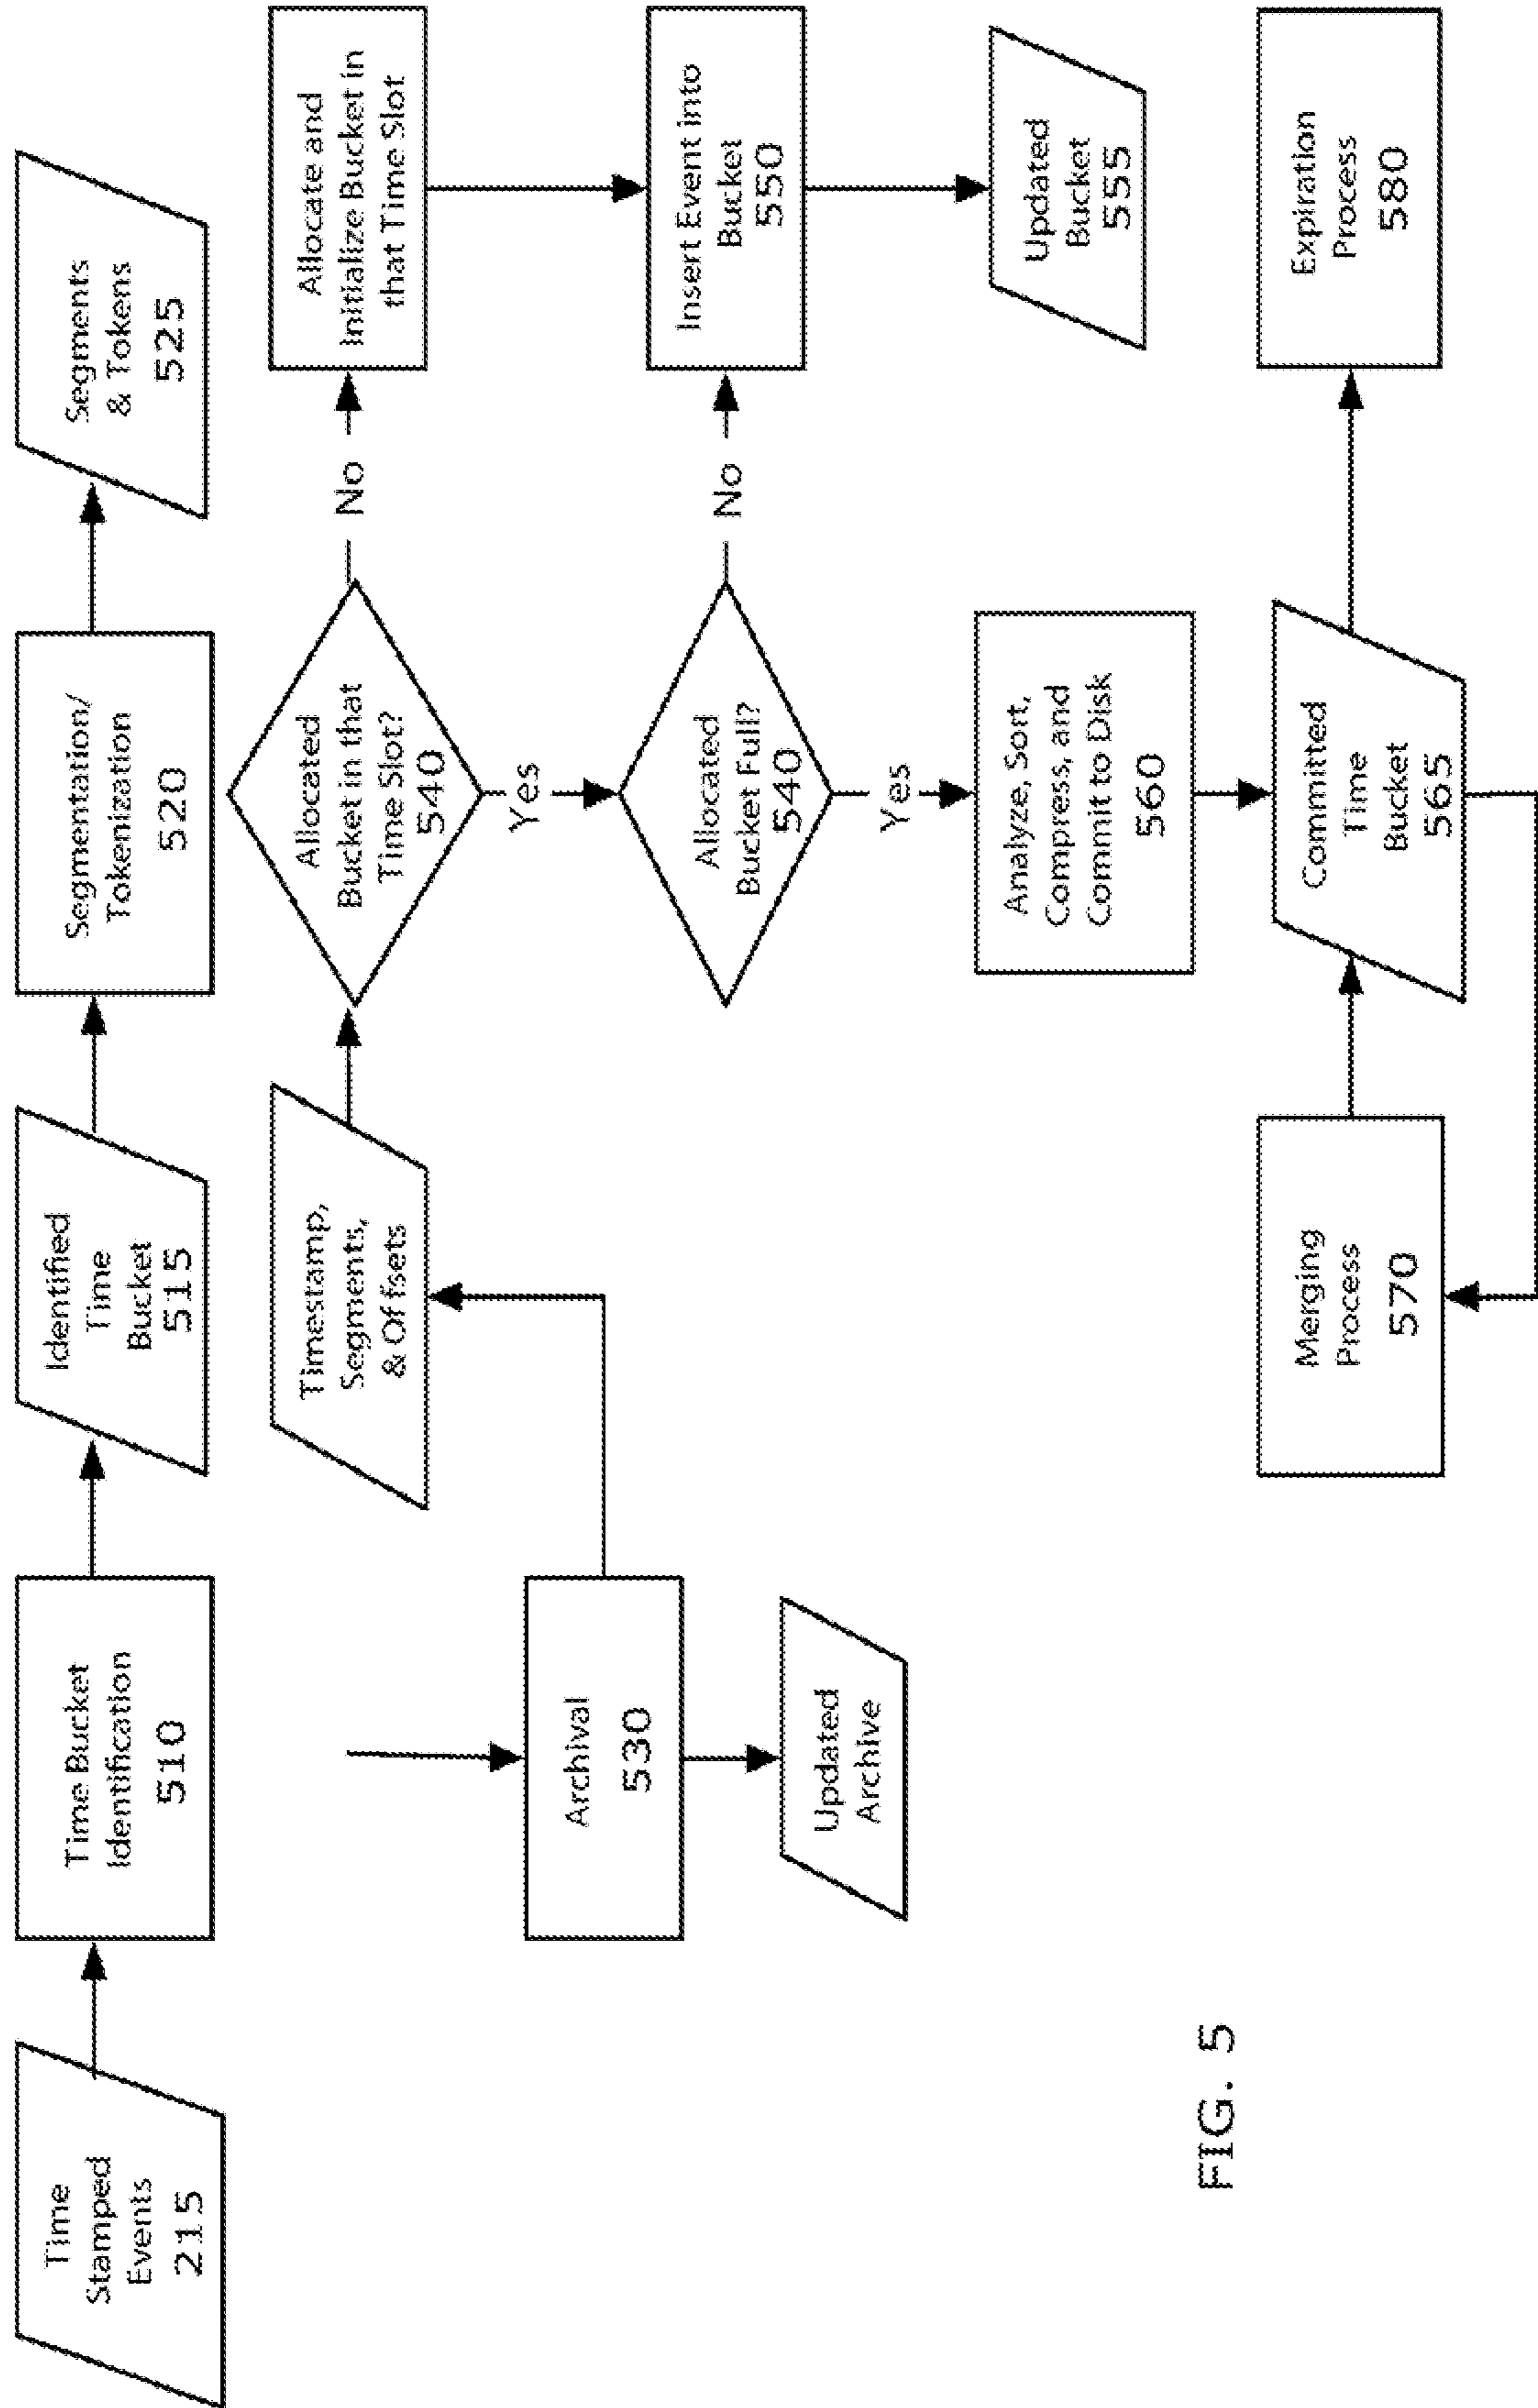 Time
Stamped
Events
215
Time Bucket
Identification
510
Identified
Time
Bucket
515
Segmentation/
Tokenization
520
Segments
& Tokens
525
Archival
530
Updated
Archive
Timestamp,
Segments,
& Offsets
Allocated
Bucket in that
Time Slot?
540
No
Allocate and
Initialize Bucket in
that Time Slot
Yes
Allocated
Bucket Full?
540
No
Insert Event into
Bucket
550
Updated
Bucket
555
Yes
Analyze, Sort,
Compress, and
Commit to Disk
560
Merging
Process
570
Committed
Time
Bucket
565
Expiration
Process
580
FIG. 5